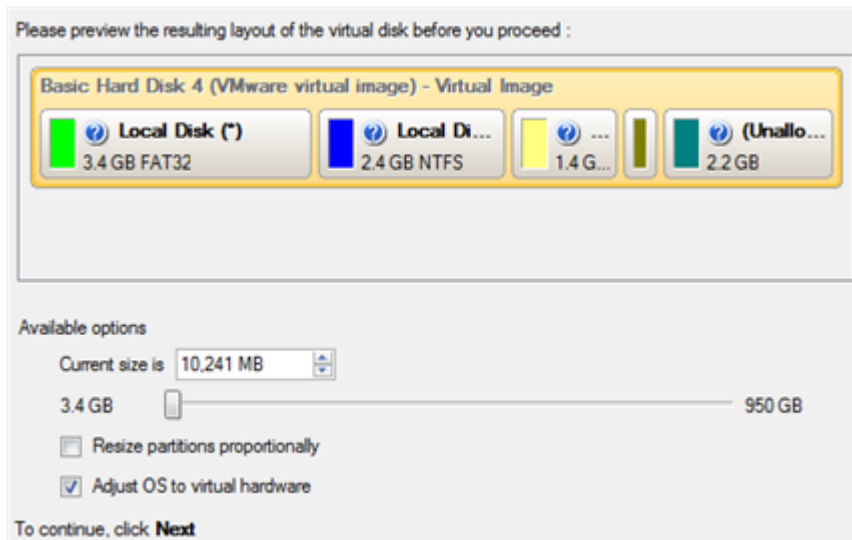 Please preview the resulting layout of the virtual disk before you proceed :
Basic Hard Disk 4 (VMware virtual image) - Virtual Image
Local Disk (*)
3.4 GB FAT32
Local Di...
2.4 GB NTFS
...
1.4 G...
(Unallo...
2.2 GB
Available options
Current size is 10,241 MB
3.4 GB 950 GB
Resize partitions proportionally
Adjust OS to virtual hardware
To continue, click Next